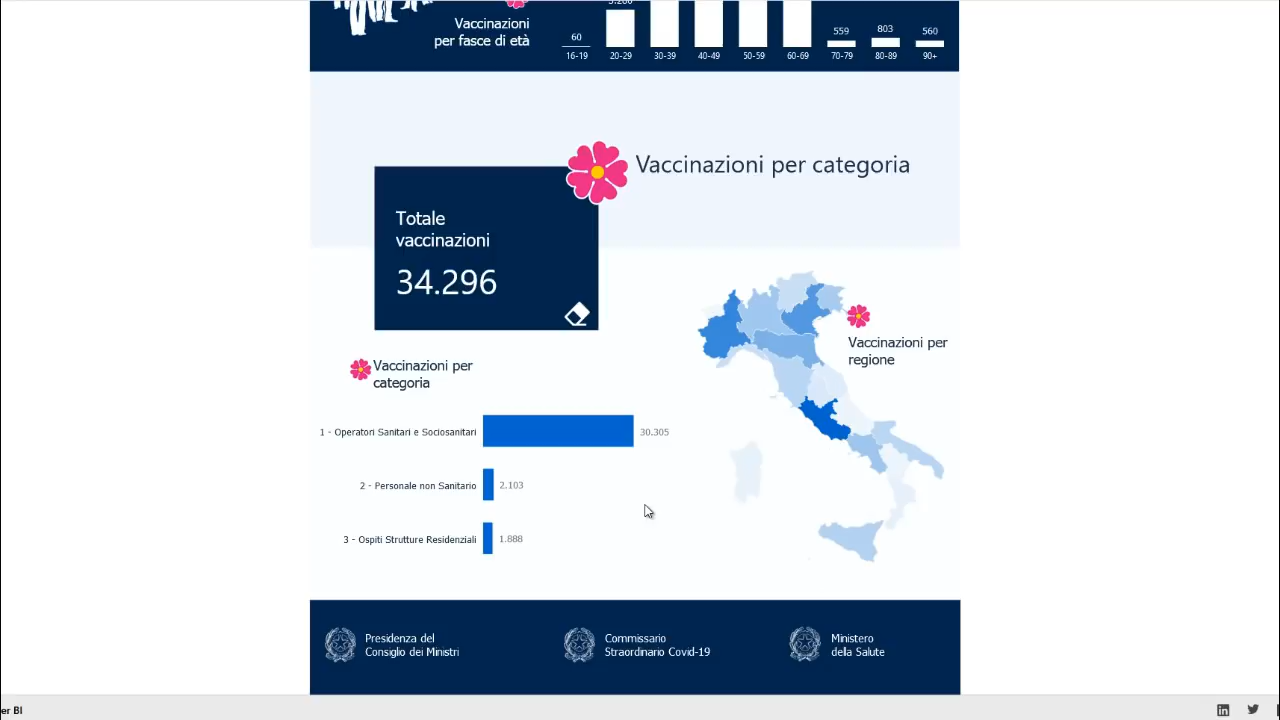 Vaccinazioni
per fasce di età
60
559
803
560
16-19
20-29
30-39
40-49
50-59
60-69
70-79
80-89
90+
Vaccinazioni per categoria
Totale
vaccinazioni
34.296
Vaccinazioni per
regione
Vaccinazioni per
categoria
1 - Operatori Sanitari e Sociosanitari
30.305
2 - Personale non Sanitario
2.103
3 - Ospiti Strutture Residenziali
1.888
Presidenza del
Consiglio dei Ministri
Commissario
Straordinario Covid-19
Ministero
della Salute
er BI